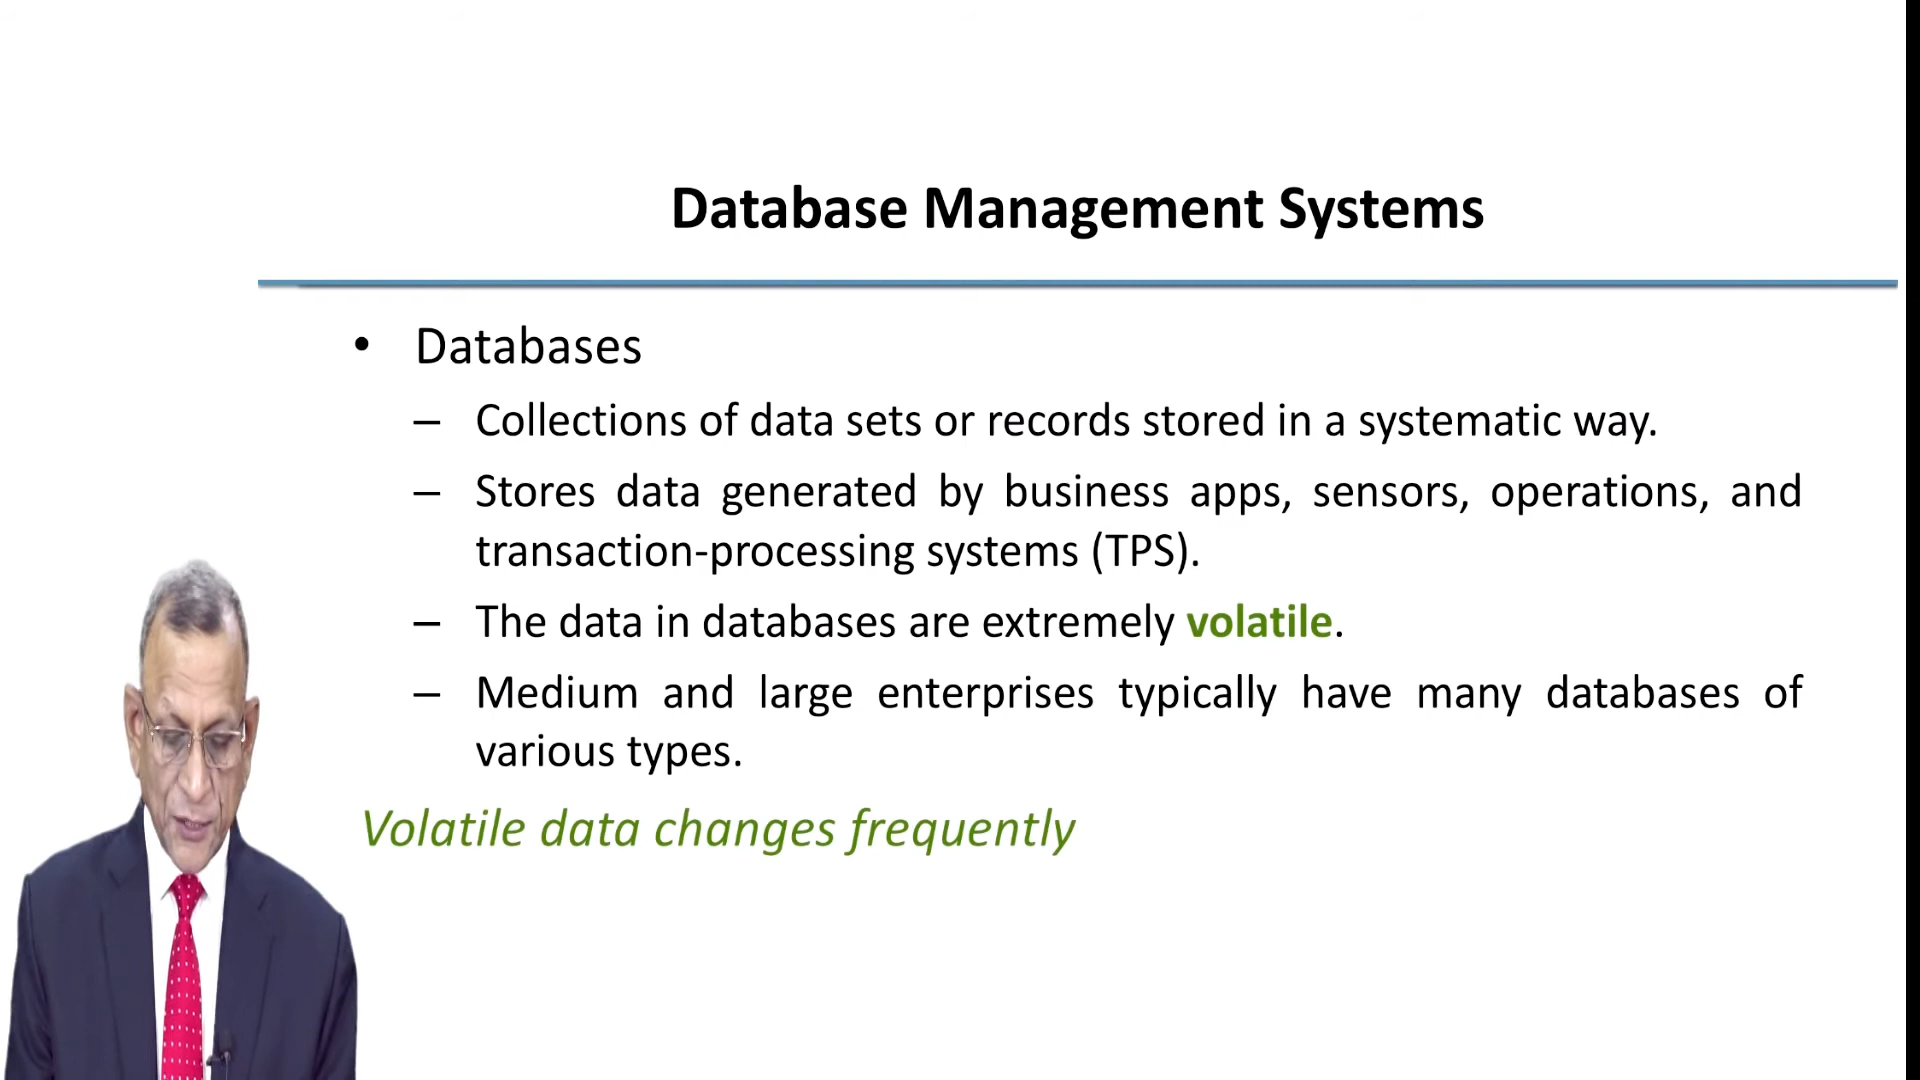 Database Management Systems
• Databases
– Collections of data sets or records stored in a systematic way.
– Stores data generated by business apps, sensors, operations, and
transaction-processing systems (TPS).
– The data in databases are extremely volatile.
– Medium and large enterprises typically have many databases of
various types.
Volatile data changes frequently